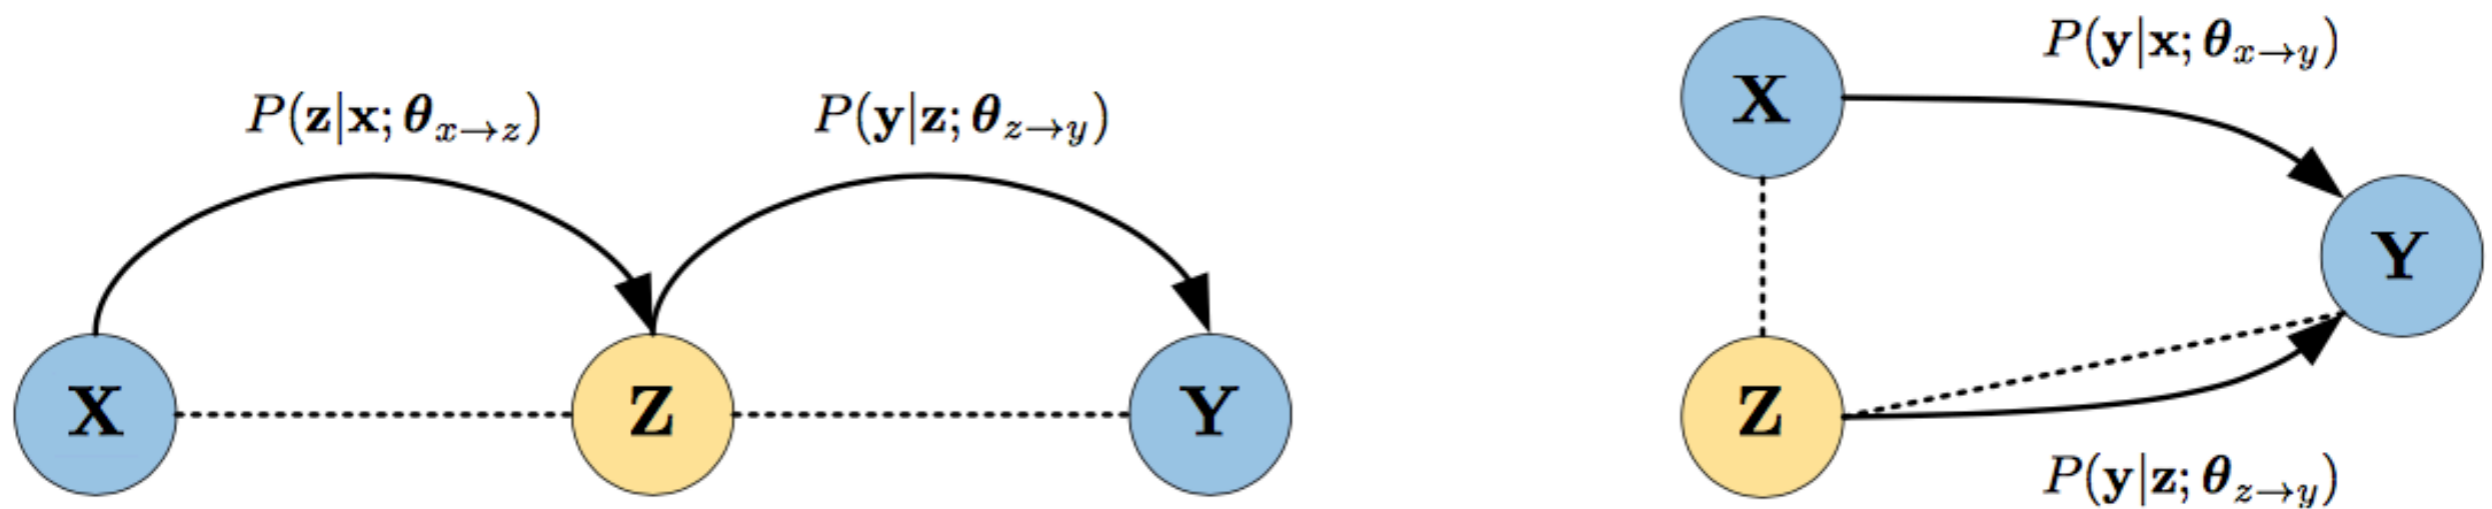 P(z|x; θ_{x→z})
P(y|z; θ_{z→y})
X
Z
Y
P(y|x; θ_{x→y})
X
Y
Z
P(y|z; θ_{z→y})